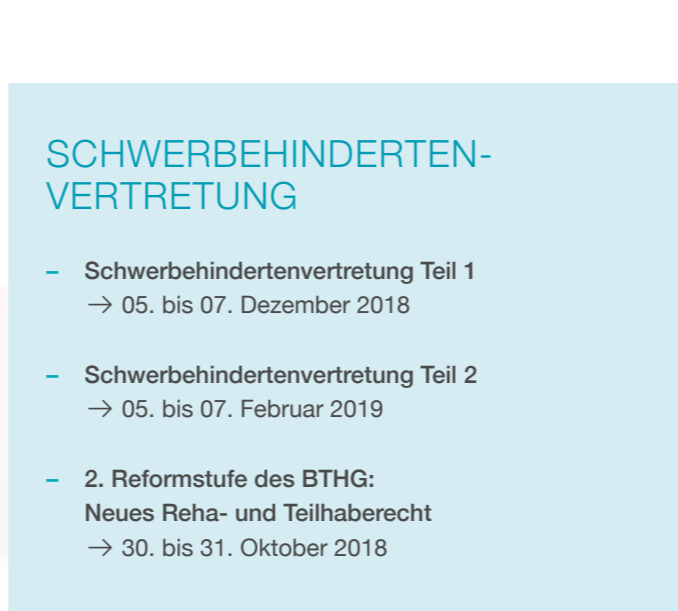 SCHWERBEHINDERTEN-
VERTRETUNG
– Schwerbehindertenvertretung Teil 1
→ 05. bis 07. Dezember 2018
– Schwerbehindertenvertretung Teil 2
→ 05. bis 07. Februar 2019
– 2. Reformstufe des BTHG:
Neues Reha- und Teilhaberecht
→ 30. bis 31. Oktober 2018